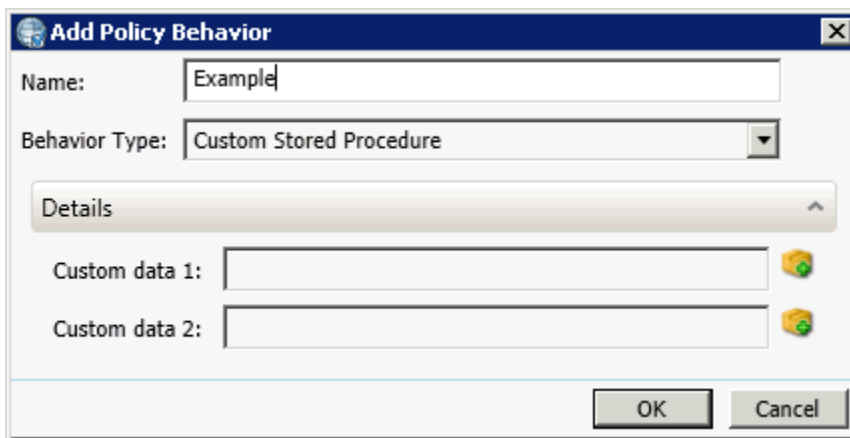 Add Policy Behavior
Name: Example
Behavior Type: Custom Stored Procedure
Details
Custom data 1:
Custom data 2:
OK Cancel